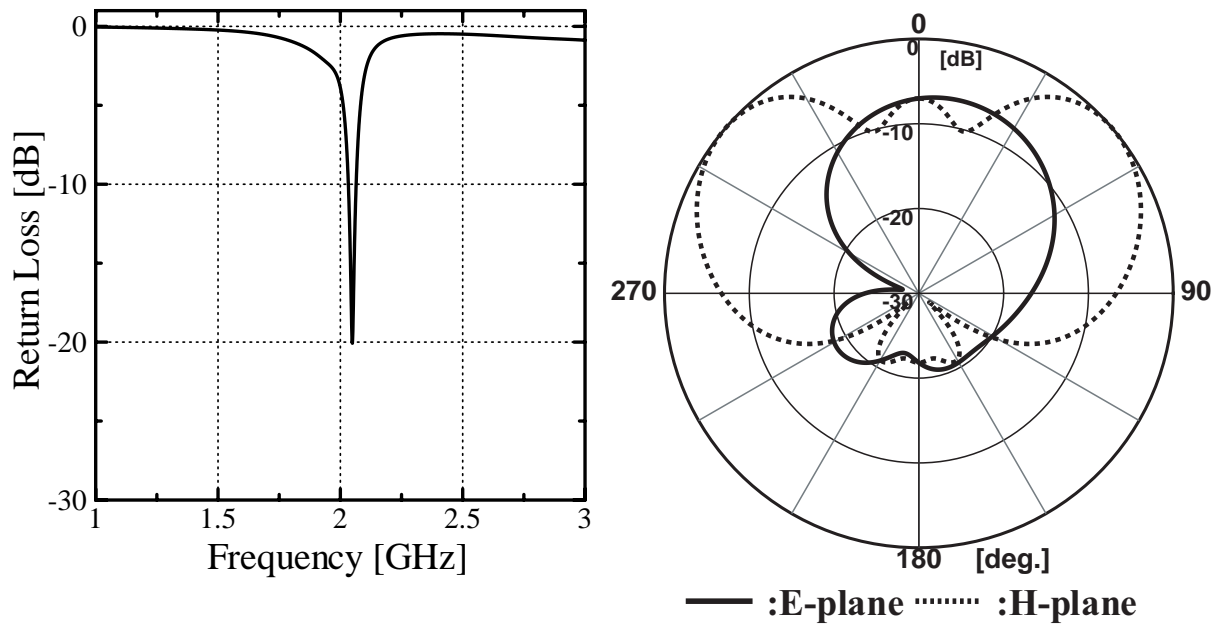 0
-10
-20
-30
Return Loss [dB]
1
1.5
2
2.5
3
Frequency [GHz]
0
0
[dB]
-10
-20
-30
270
90
180
[deg.]
:E-plane
:H-plane